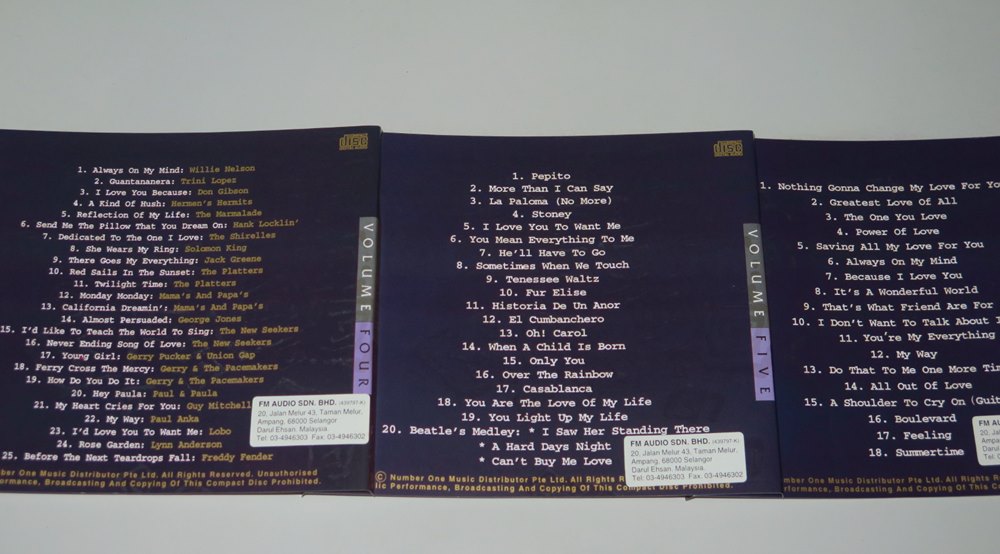 COMPACT
disc
DIGITAL AUDIO
1. Always On My Mind: Willie Nelson
2. Guantananera: Trini Lopez
3. I Love You Because: Don Gibson
4. A Kind Of Hush: Hermen's Hermits
5. Reflection Of My Life: The Marmalade
6. Send Me The Pillow That You Dream On: Hank Locklin'
7. Dedicated To The One I Love: The Shirelles
8. She Wears My Ring: Solomon King
9. There Goes My Everything: Jack Greene
10. Red Sails In The Sunset: The Platters
11. Twilight Time: The Platters
12. Monday Monday: Mama's And Papa's
13. California Dreamin': Mama's And Papa's
14. Almost Persuaded: George Jones
15. I'd Like To Teach The World To Sing: The New Seekers
16. Never Ending Song Of Love: The New Seekers
17. Young Girl: Gerry Pucker & Union Gap
18. Ferry Cross The Mercy: Gerry & The Pacemakers
19. How Do You Do It: Gerry & The Pacemakers
20. Hey Paula: Paul & Paula
21. My Heart Cries For You: Guy Mitchell
22. My Way: Paul Anka
23. I'd Love You To Want Me: Lobo
24. Rose Garden: Lynn Anderson
25. Before The Next Teardrops Fall: Freddy Fender
VOLUME FOUR
FM AUDIO SDN. BHD. (439797-K)
20, Jalan Melur 43, Taman Melur,
Ampang, 68000 Selangor
Darul Ehsan. Malaysia.
Tel: 03-4946303 Fax: 03-4946302
Number One Music Distributor Pte Ltd. All Rights Reserved. Unauthorised
Performance, Broadcasting And Copying Of This Compact Disc Prohibited.
COMPACT
disc
DIGITAL AUDIO
1. Pepito
2. More Than I Can Say
3. La Paloma (No More)
4. Stoney
5. I Love You To Want Me
6. You Mean Everything To Me
7. He'll Have To Go
8. Sometimes When We Touch
9. Tenessee Waltz
10. Fur Elise
11. Historia De Un Anor
12. El Cumbanchero
13. Oh! Carol
14. When A Child Is Born
15. Only You
16. Over The Rainbow
17. Casablanca
18. You Are The Love Of My Life
19. You Light Up My Life
20. Beatle's Medley: * I Saw Her Standing There
* A Hard Days Night
* Can't Buy Me Love
VOLUME FIVE
FM AUDIO SDN. BHD. (439797-K)
20, Jalan Melur 43, Taman Melur,
Ampang, 68000 Selangor
Darul Ehsan. Malaysia.
Tel: 03-4946303 Fax: 03-4946302
© Number One Music Distributor Pte Ltd. All Rights
lic Performance, Broadcasting And Copying Of This Compact Disc Prohibited.
1. Nothing Gonna Change My Love For Yo
2. Greatest Love Of All
3. The One You Love
4. Power Of Love
5. Saving All My Love For You
6. Always On My Mind
7. Because I Love You
8. It's A Wonderful World
9. That's What Friend Are For
10. I Don't Want To Talk About
11. You're My Everything
12. My Way
13. Do That To Me More Tim
14. All Out Of Love
15. A Shoulder To Cry On (Guit
16. Boulevard
17. Feeling
18. Summertime
FM A
20, Ja
Ampang
Darul E
Number One Music Distributor Pte Ltd. All Rig
Performance, Broadcasting And Copying Of This C